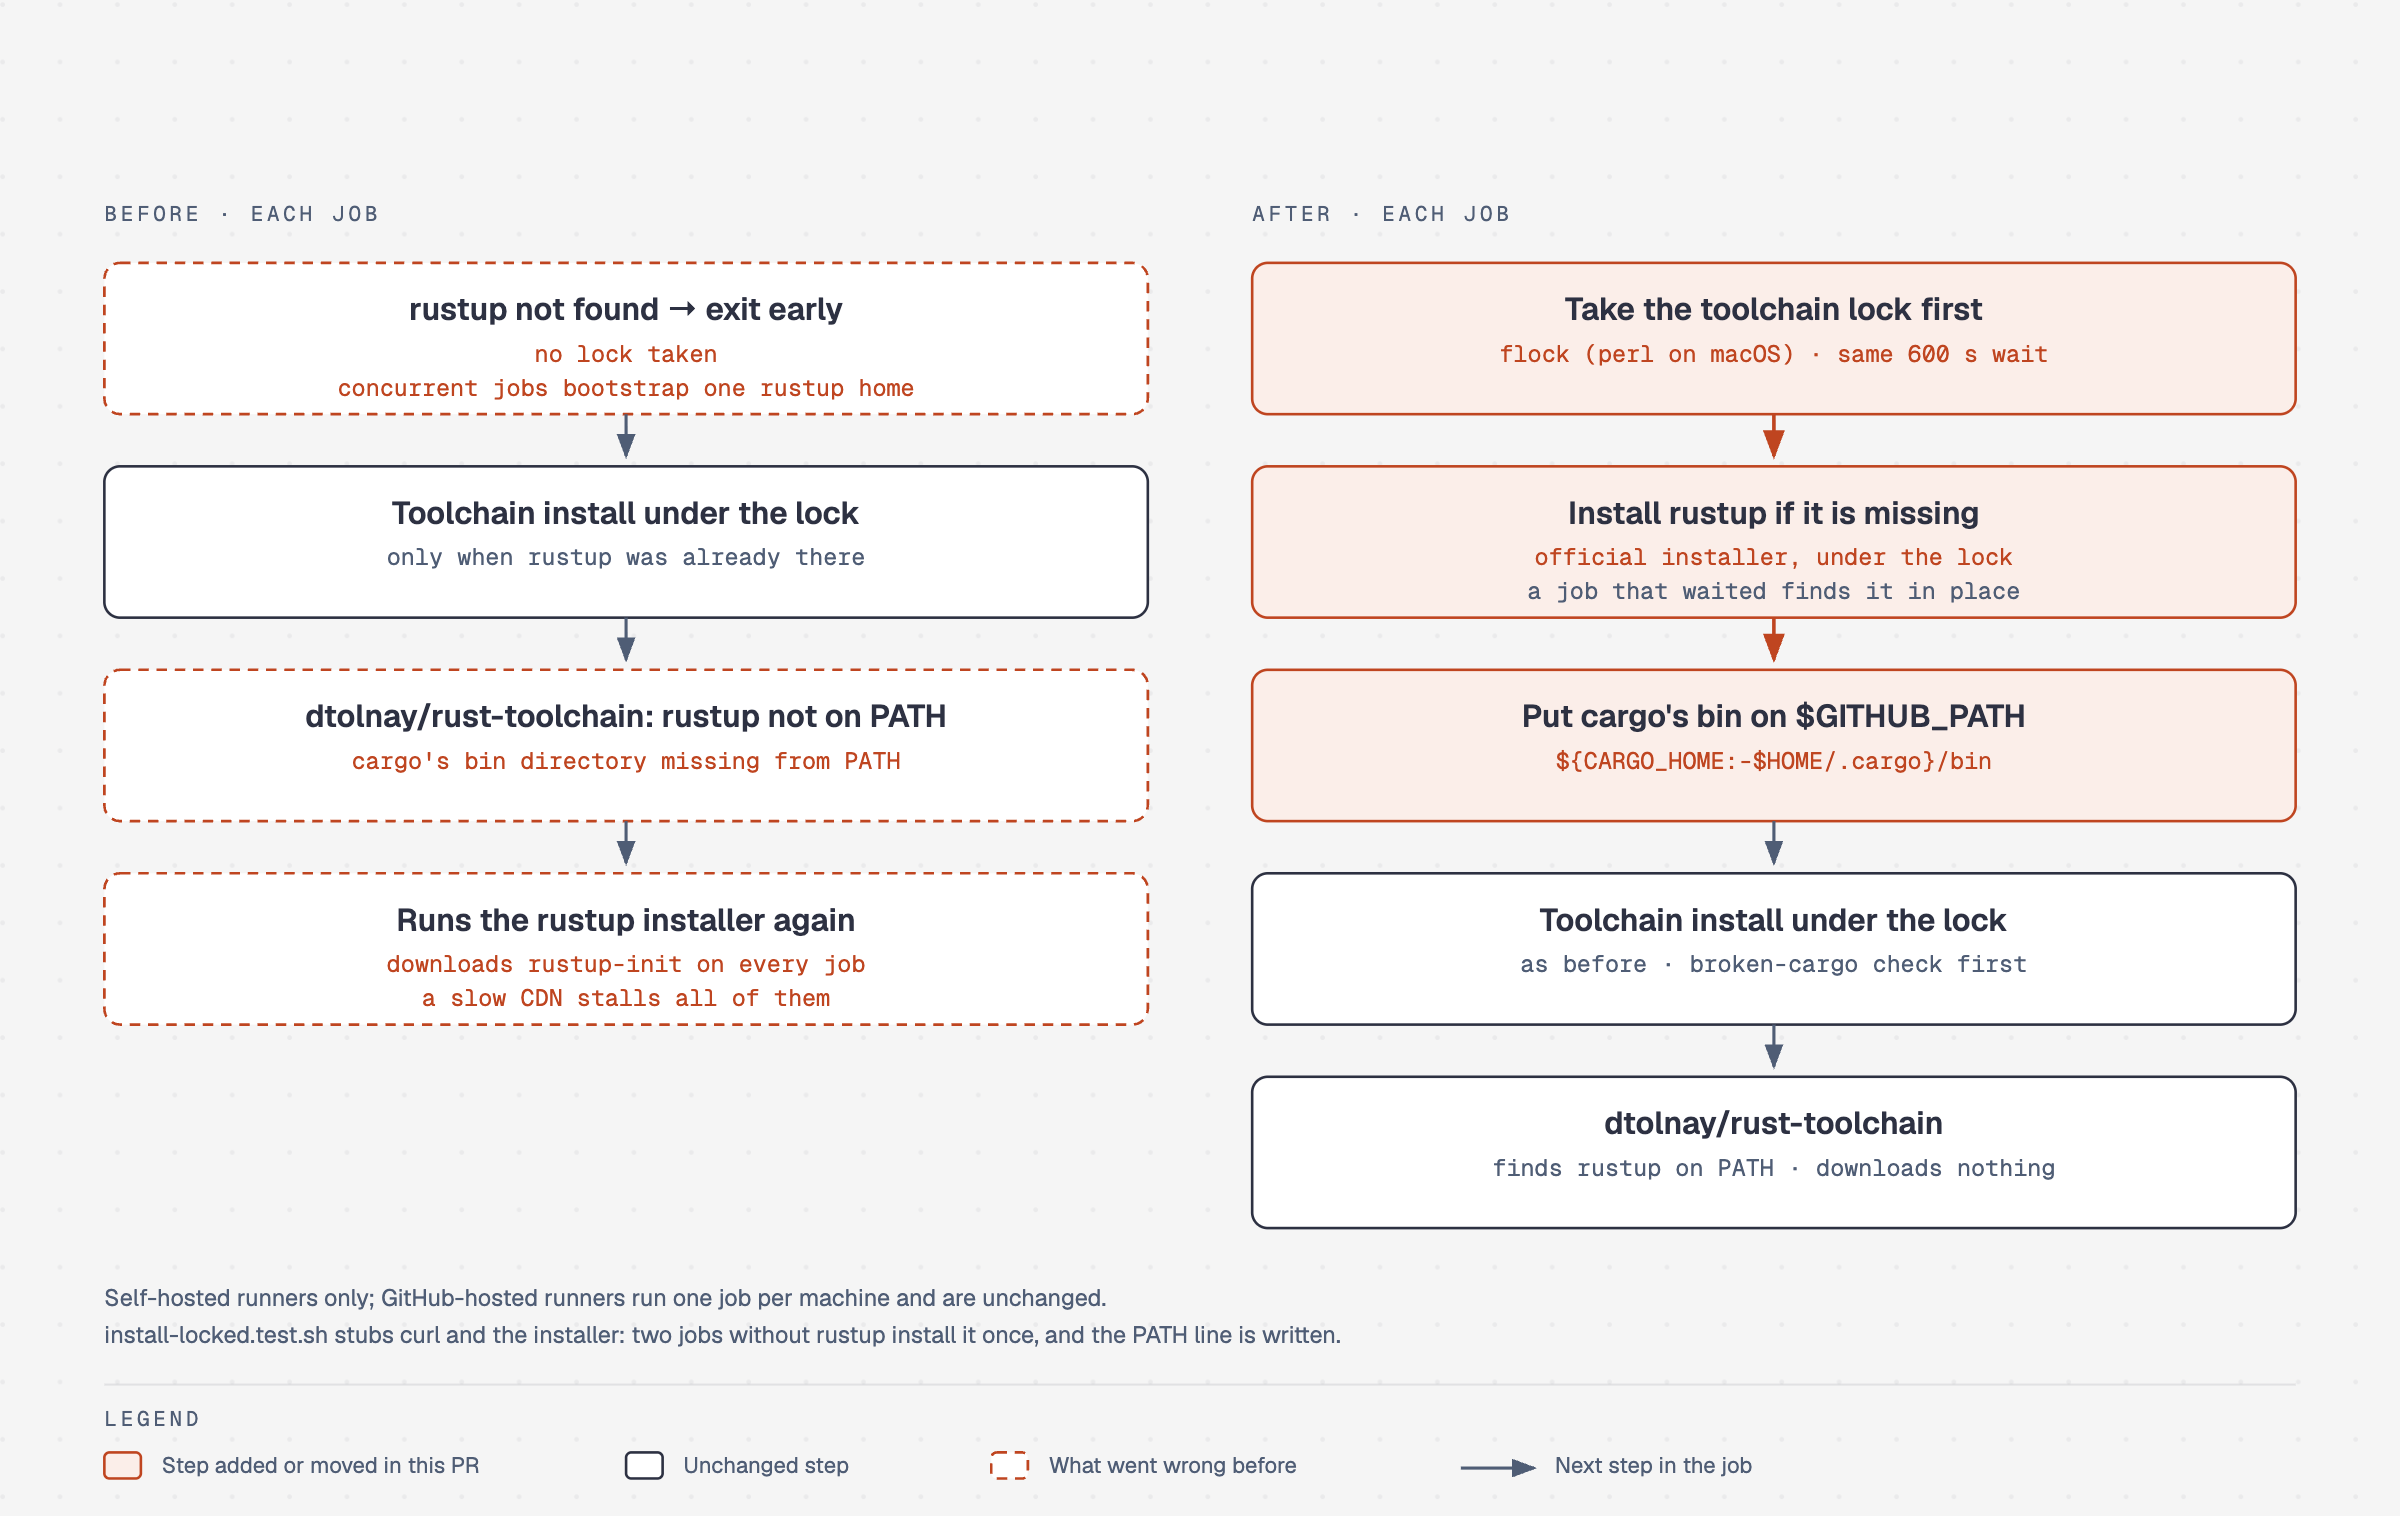 BEFORE · EACH JOB
rustup not found → exit early
no lock taken
concurrent jobs bootstrap one rustup home
Toolchain install under the lock
only when rustup was already there
dtolnay/rust-toolchain: rustup not on PATH
cargo's bin directory missing from PATH
Runs the rustup installer again
downloads rustup-init on every job
a slow CDN stalls all of them
AFTER · EACH JOB
Take the toolchain lock first
flock (perl on macOS) · same 600 s wait
Install rustup if it is missing
official installer, under the lock
a job that waited finds it in place
Put cargo's bin on $GITHUB_PATH
${CARGO_HOME:-$HOME/.cargo}/bin
Toolchain install under the lock
as before · broken-cargo check first
dtolnay/rust-toolchain
finds rustup on PATH · downloads nothing
Self-hosted runners only; GitHub-hosted runners run one job per machine and are unchanged.
install-locked.test.sh stubs curl and the installer: two jobs without rustup install it once, and the PATH line is written.
LEGEND
Step added or moved in this PR
Unchanged step
What went wrong before
Next step in the job